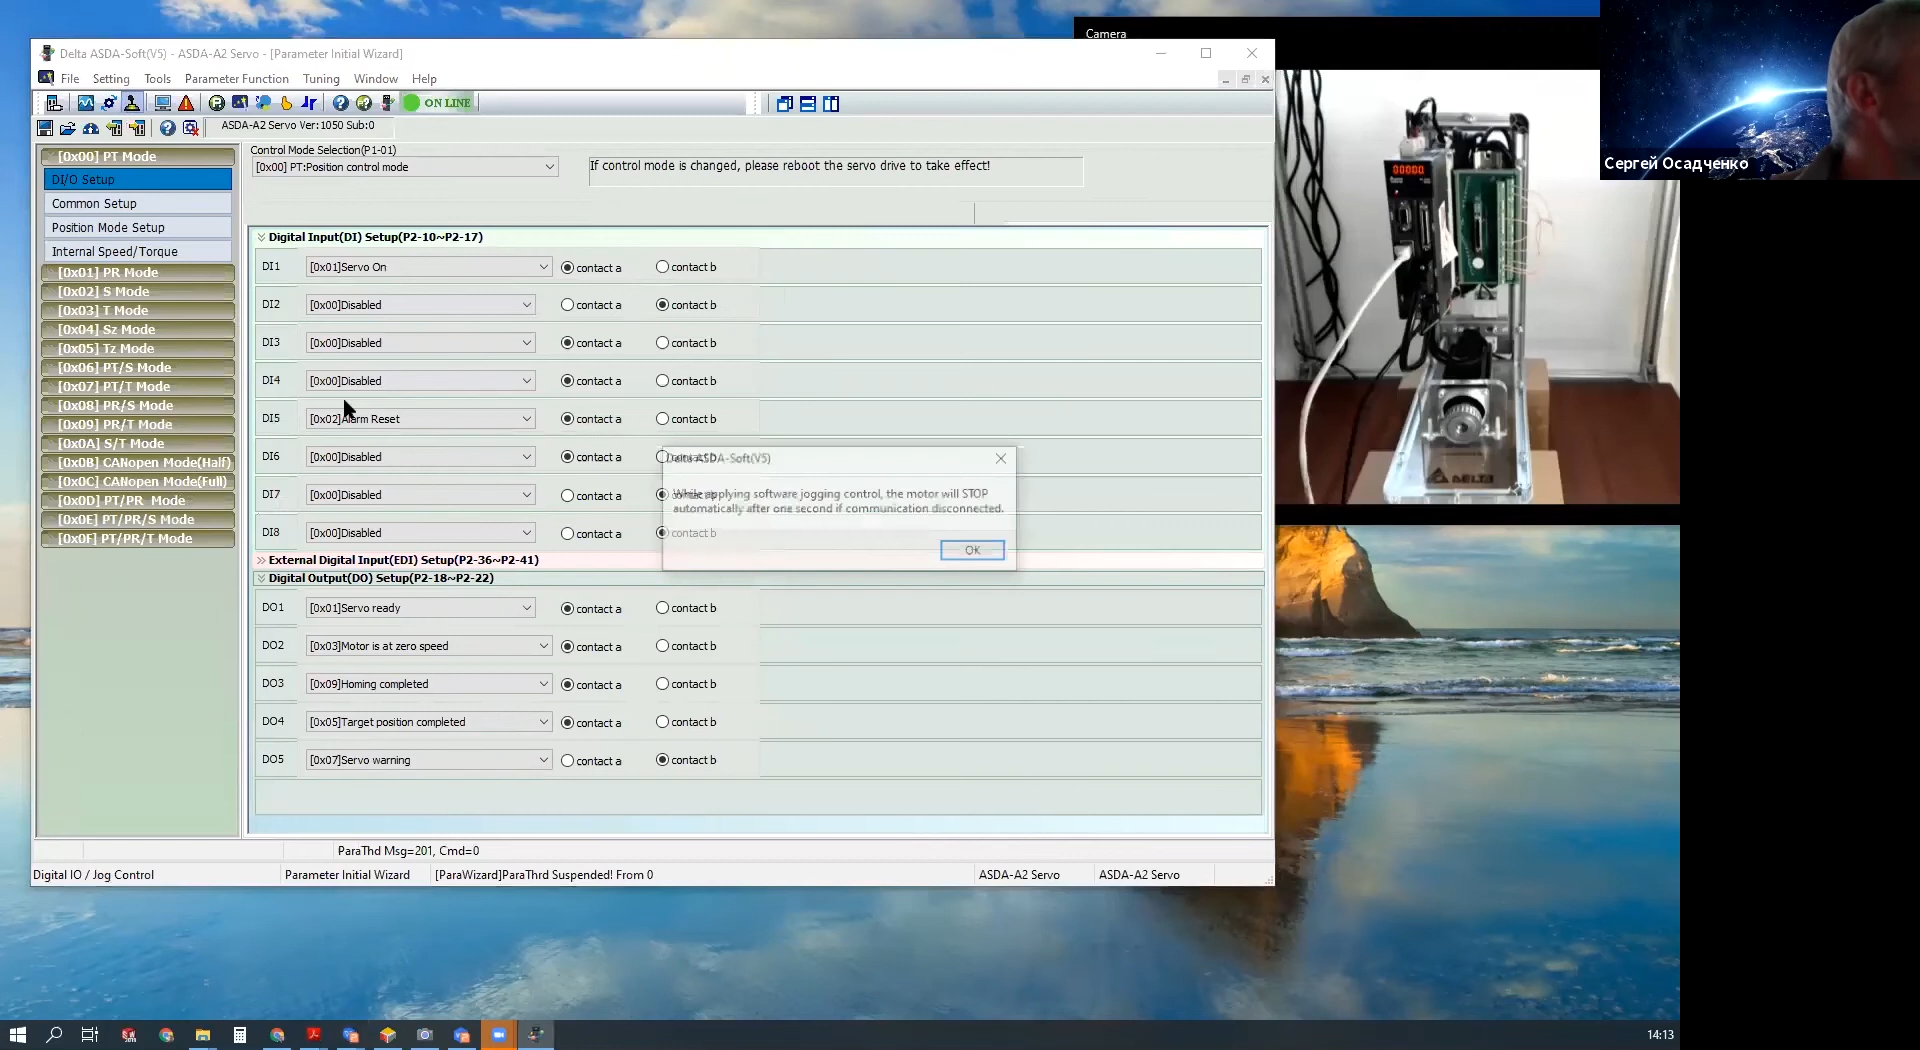 Camera
Сергей Осадченко
Delta ASDA-Soft(V5) - ASDA-A2 Servo - [Parameter Initial Wizard]
File Setting Tools Parameter Function Tuning Window Help
ON LINE
ASDA-A2 Servo Ver:1050 Sub:0
[0x00] PT Mode
DI/O Setup
Common Setup
Position Mode Setup
Internal Speed/Torque
[0x01] PR Mode
[0x02] S Mode
[0x03] T Mode
[0x04] Sz Mode
[0x05] Tz Mode
[0x06] PT/S Mode
[0x07] PT/T Mode
[0x08] PR/S Mode
[0x09] PR/T Mode
[0x0A] S/T Mode
[0x0B] CANopen Mode(Half)
[0x0C] CANopen Mode(Full)
[0x0D] PT/PR Mode
[0x0E] PT/PR/S Mode
[0x0F] PT/PR/T Mode
Control Mode Selection(P1-01)
[0x00] PT:Position control mode
If control mode is changed, please reboot the servo drive to take effect!
Digital Input(DI) Setup(P2-10~P2-17)
DI1 [0x01]Servo On contact a contact b
DI2 [0x00]Disabled contact a contact b
DI3 [0x00]Disabled contact a contact b
DI4 [0x00]Disabled contact a contact b
DI5 [0x02]Alarm Reset contact a contact b
DI6 [0x00]Disabled contact a contact b
DI7 [0x00]Disabled contact a
DI8 [0x00]Disabled contact a contact b
Delta ASDA-Soft(V5)
While applying software jogging control, the motor will STOP
automatically after one second if communication disconnected.
OK
External Digital Input(EDI) Setup(P2-36~P2-41)
Digital Output(DO) Setup(P2-18~P2-22)
DO1 [0x01]Servo ready contact a contact b
DO2 [0x03]Motor is at zero speed contact a contact b
DO3 [0x09]Homing completed contact a contact b
DO4 [0x05]Target position completed contact a contact b
DO5 [0x07]Servo warning contact a contact b
ParaThd Msg=201, Cmd=0
Digital IO / Jog Control Parameter Initial Wizard [ParaWizard]ParaThrd Suspended! From 0 ASDA-A2 Servo ASDA-A2 Servo
00000
DELTA
14:13